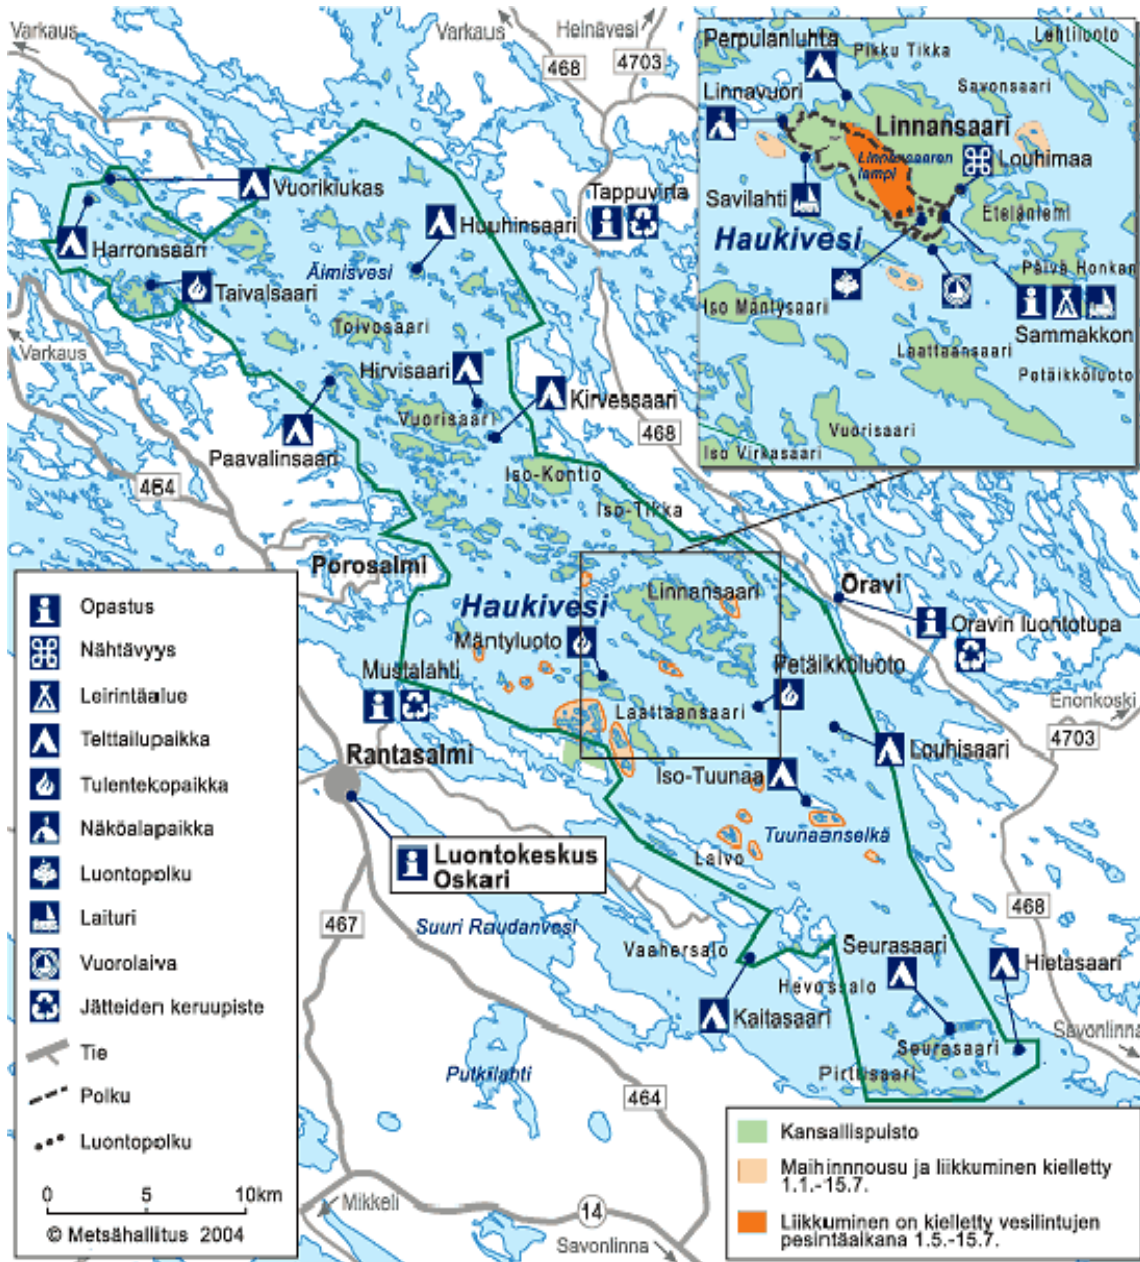 Varkaus
Varkaus
Heinävesi
468
4703
Vuorikiukas
Harronsaari
Taivalsaari
Äimisvesi
Huuhinsaari
Tappuvirta
Toivosaari
Varkaus
Hirvisaari
Kirvessaari
Vuorisaari
Paavalinsaari
468
464
Iso-Kontio
Iso-Tikka
Porosalmi
Haukivesi
Linnansaari
Oravi
Oravin luontotupa
Mäntyluoto
Mustalahti
Petäikköluoto
Laattaansaari
Enonkoski
4703
Rantasalmi
Iso-Tuunaa
Louhisaari
Tuunaanselkä
Luontokeskus
Oskari
Laivo
467
468
Suuri Raudanvesi
Vaahersalo
Seurasaari
Hietasaari
Hevossalo
Kaitasaari
Seurasaari
Savonlinna
Pirttisaari
Putkilahti
464
Mikkeli
14
Savonlinna
Perpulanluhta
Pikku Tikka
Lehtiluoto
Linnavuori
Savonsaari
Linnansaari
Linnansaaren
lampi
Louhimaa
Savilahti
Eteläniemi
Haukivesi
Päivä Honkan
Iso Mäntysaari
Sammakkon
Laattaansaari
Petäikköluoto
Vuorisaari
Iso Virkasaari
Opastus
Nähtävyys
Leirintäalue
Telttailupaikka
Tulentekopaikka
Näköalapaikka
Luontopolku
Laituri
Vuorolaiva
Jätteiden keruupiste
Tie
Polku
Luontopolku
0 5 10km
© Metsähallitus 2004
Kansallispuisto
Maihinnnousu ja liikkuminen kielletty
1.1.-15.7.
Liikkuminen on kielletty vesilintujen
pesintäaikana 1.5.-15.7.